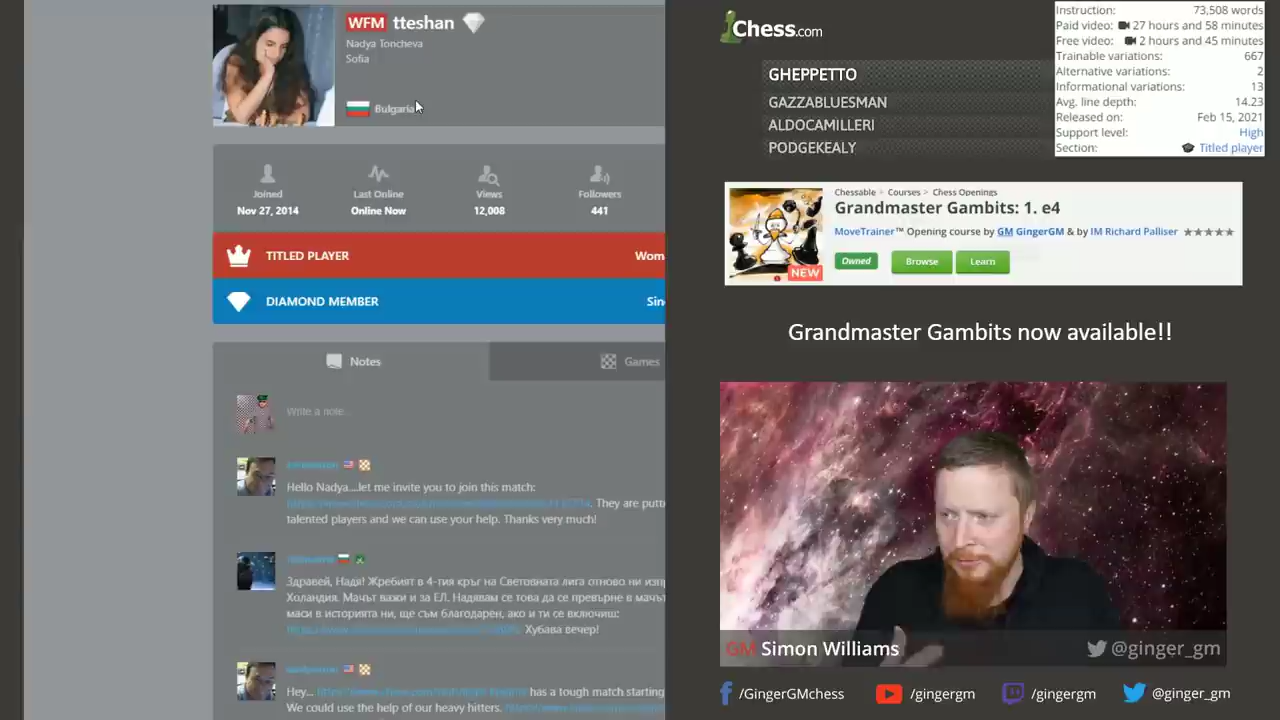 WFM tteshan
Nadya Toncheva
Sofia
Bulgaria
Joined
Last Online
Views
Followers
Nov 27, 2014
Online Now
12,008
441
TITLED PLAYER
Wom
DIAMOND MEMBER
Sin
Notes
Games
Write a note..
Hello Nadya....let me invite you to join this match:
They are putt
talented players and we can use your help. Thanks very much!
Здравей, Надя! Жребият в 4-тия кръг на Световната лига отново ни изпр
Холандия. Мачът важи и за ЕЛ. Надявам се това да се превърне в мачът
маси в историята ни, ще съм благодарен, ако и ти се включиш:
Хубава вечер!
Hey...
has a tough match starting
We could use the help of our heavy hitters.
Chess.com
GHEPPETTO
GAZZABLUESMAN
ALDOCAMILLERI
PODGEKEALY
Instruction: 73,508 words
Paid video: 27 hours and 58 minutes
Free video: 2 hours and 45 minutes
Trainable variations: 667
Alternative variations: 2
Informational variations: 13
Avg. line depth: 14.23
Released on: Feb 15, 2021
Support level: High
Section: Titled player
Chessable > Courses > Chess Openings
Grandmaster Gambits: 1. e4
MoveTrainer™ Opening course by GM GingerGM & by IM Richard Palliser
NEW
Owned
Browse
Learn
Grandmaster Gambits now available!!
GM Simon Williams
@ginger_gm
/GingerGMchess
/gingergm
/gingergm
@ginger_gm